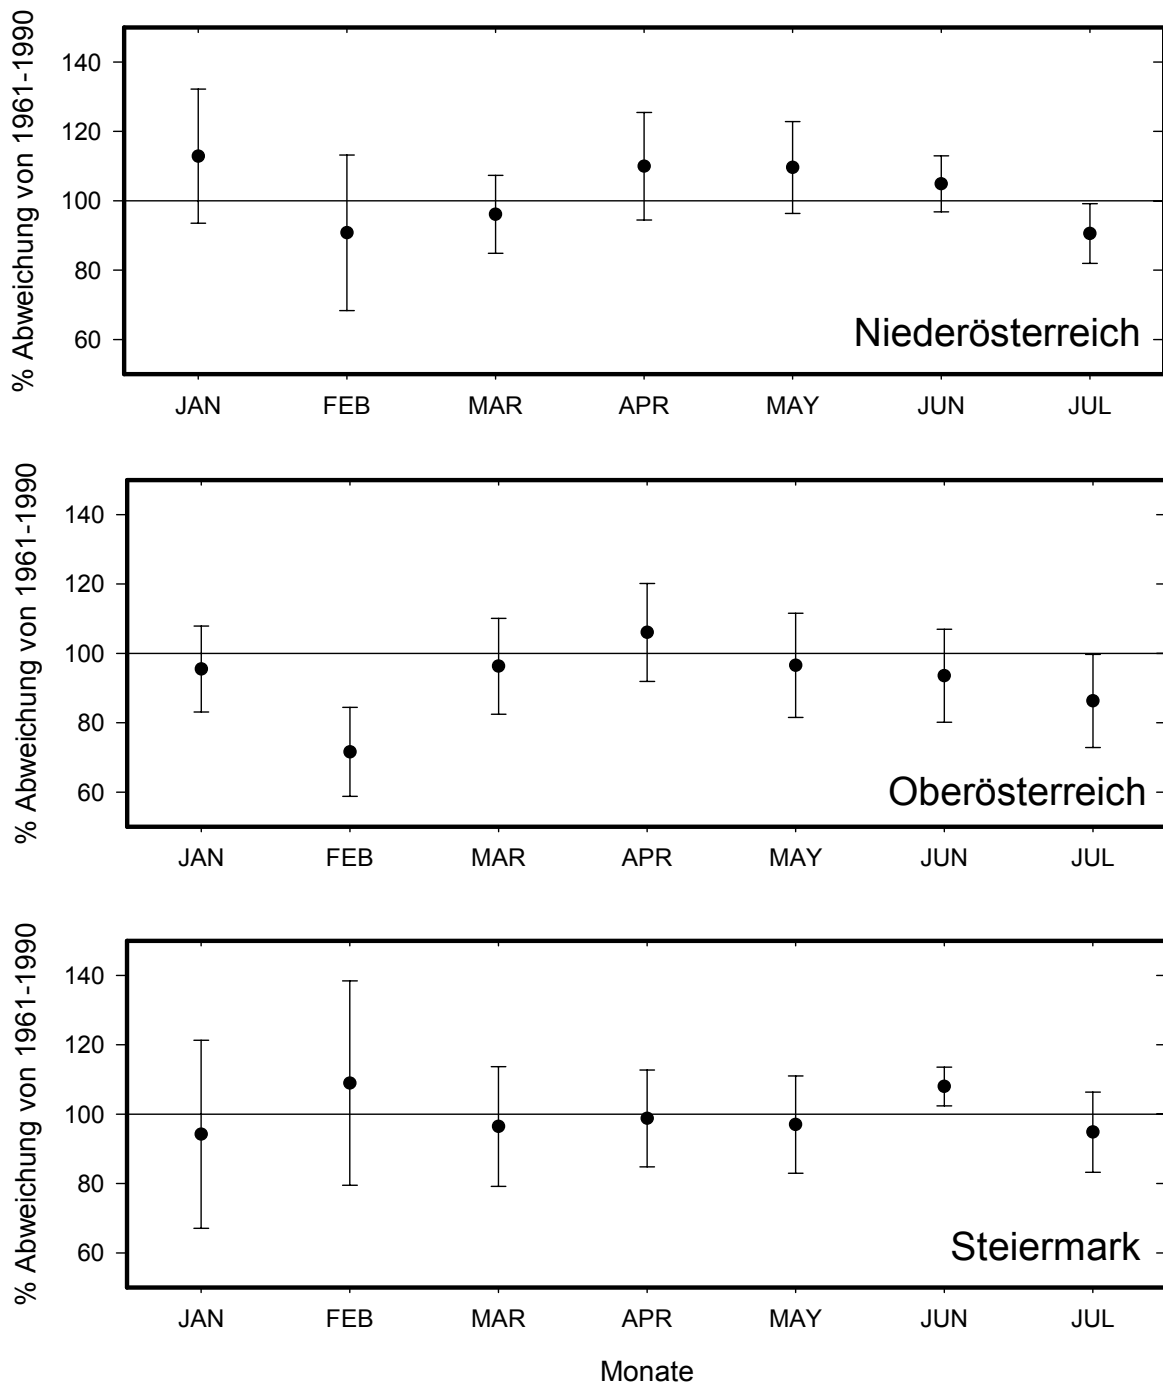 % Abweichung von 1961-1990
140
120
100
80
60
Niederösterreich
JAN FEB MAR APR MAY JUN JUL
% Abweichung von 1961-1990
140
120
100
80
60
Oberösterreich
JAN FEB MAR APR MAY JUN JUL
% Abweichung von 1961-1990
140
120
100
80
60
Steiermark
JAN FEB MAR APR MAY JUN JUL
Monate